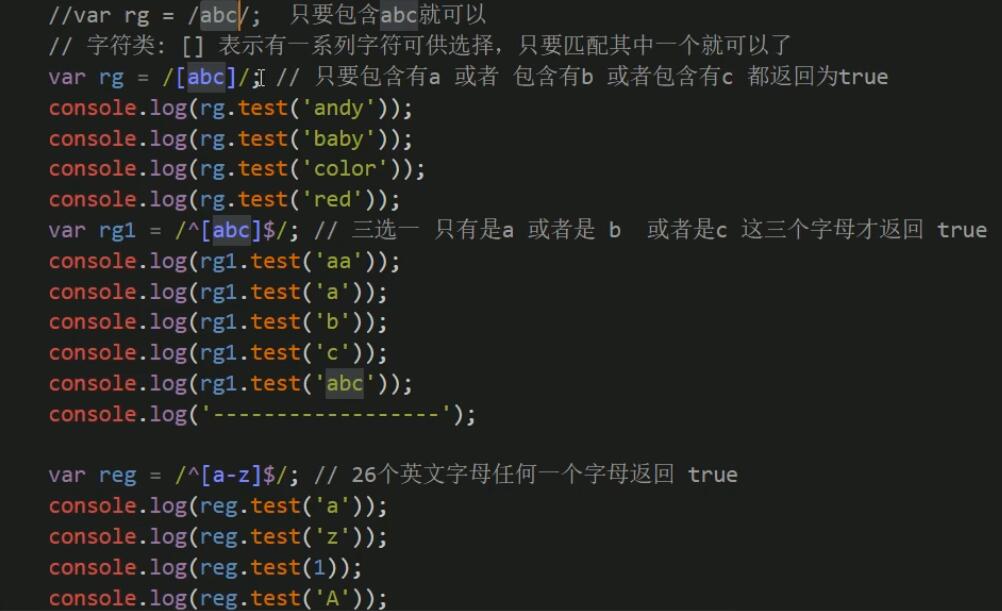 //var rg = /abc/;  只要包含abc就可以
// 字符类: [] 表示有一系列字符可供选择，只要匹配其中一个就可以了
var rg = /[abc]/; // 只要包含有a 或者 包含有b 或者包含有c 都返回为true
console.log(rg.test('andy'));
console.log(rg.test('baby'));
console.log(rg.test('color'));
console.log(rg.test('red'));
var rg1 = /^[abc]$/; // 三选一 只有是a 或者是 b  或者是c 这三个字母才返回 true
console.log(rg1.test('aa'));
console.log(rg1.test('a'));
console.log(rg1.test('b'));
console.log(rg1.test('c'));
console.log(rg1.test('abc'));
console.log('------------------');
var reg = /^[a-z]$/; // 26个英文字母任何一个字母返回 true
console.log(reg.test('a'));
console.log(reg.test('z'));
console.log(reg.test(1));
console.log(reg.test('A'));